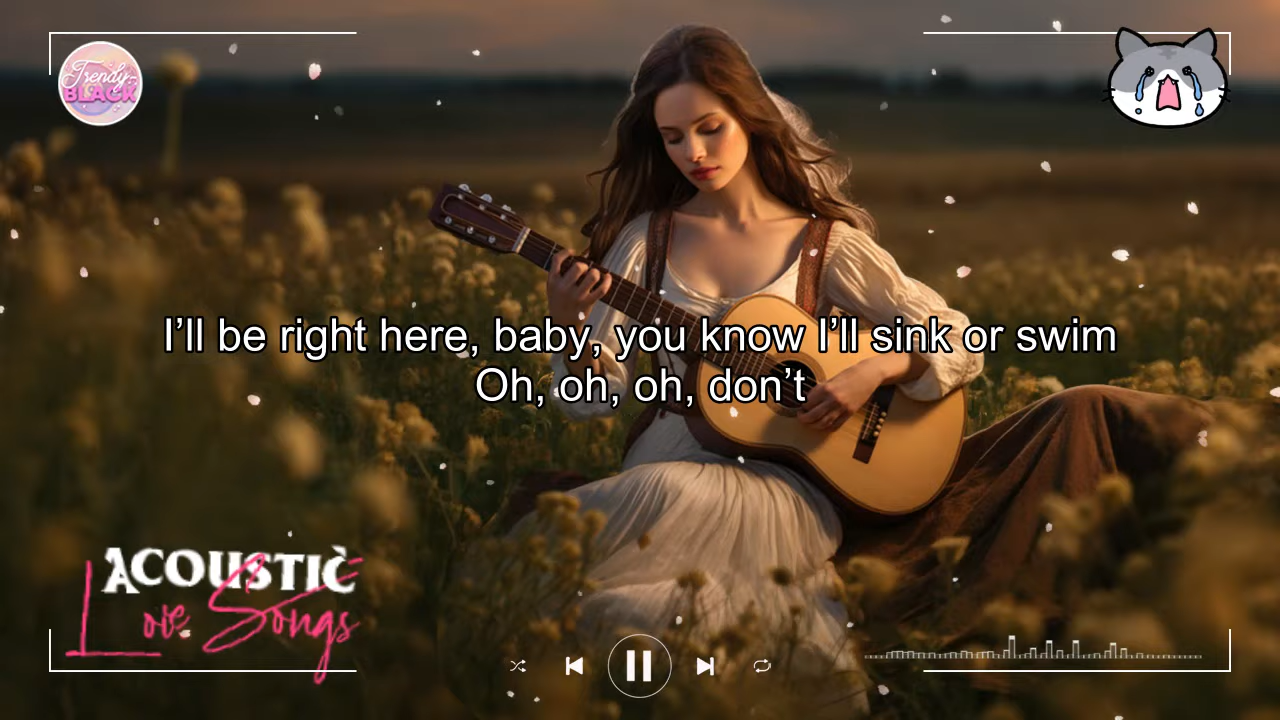 Trendy
BLACK
I’ll be right here, baby, you know I’ll sink or swim
Oh, oh, oh, don’t
ACOUSTIC
Love Songs